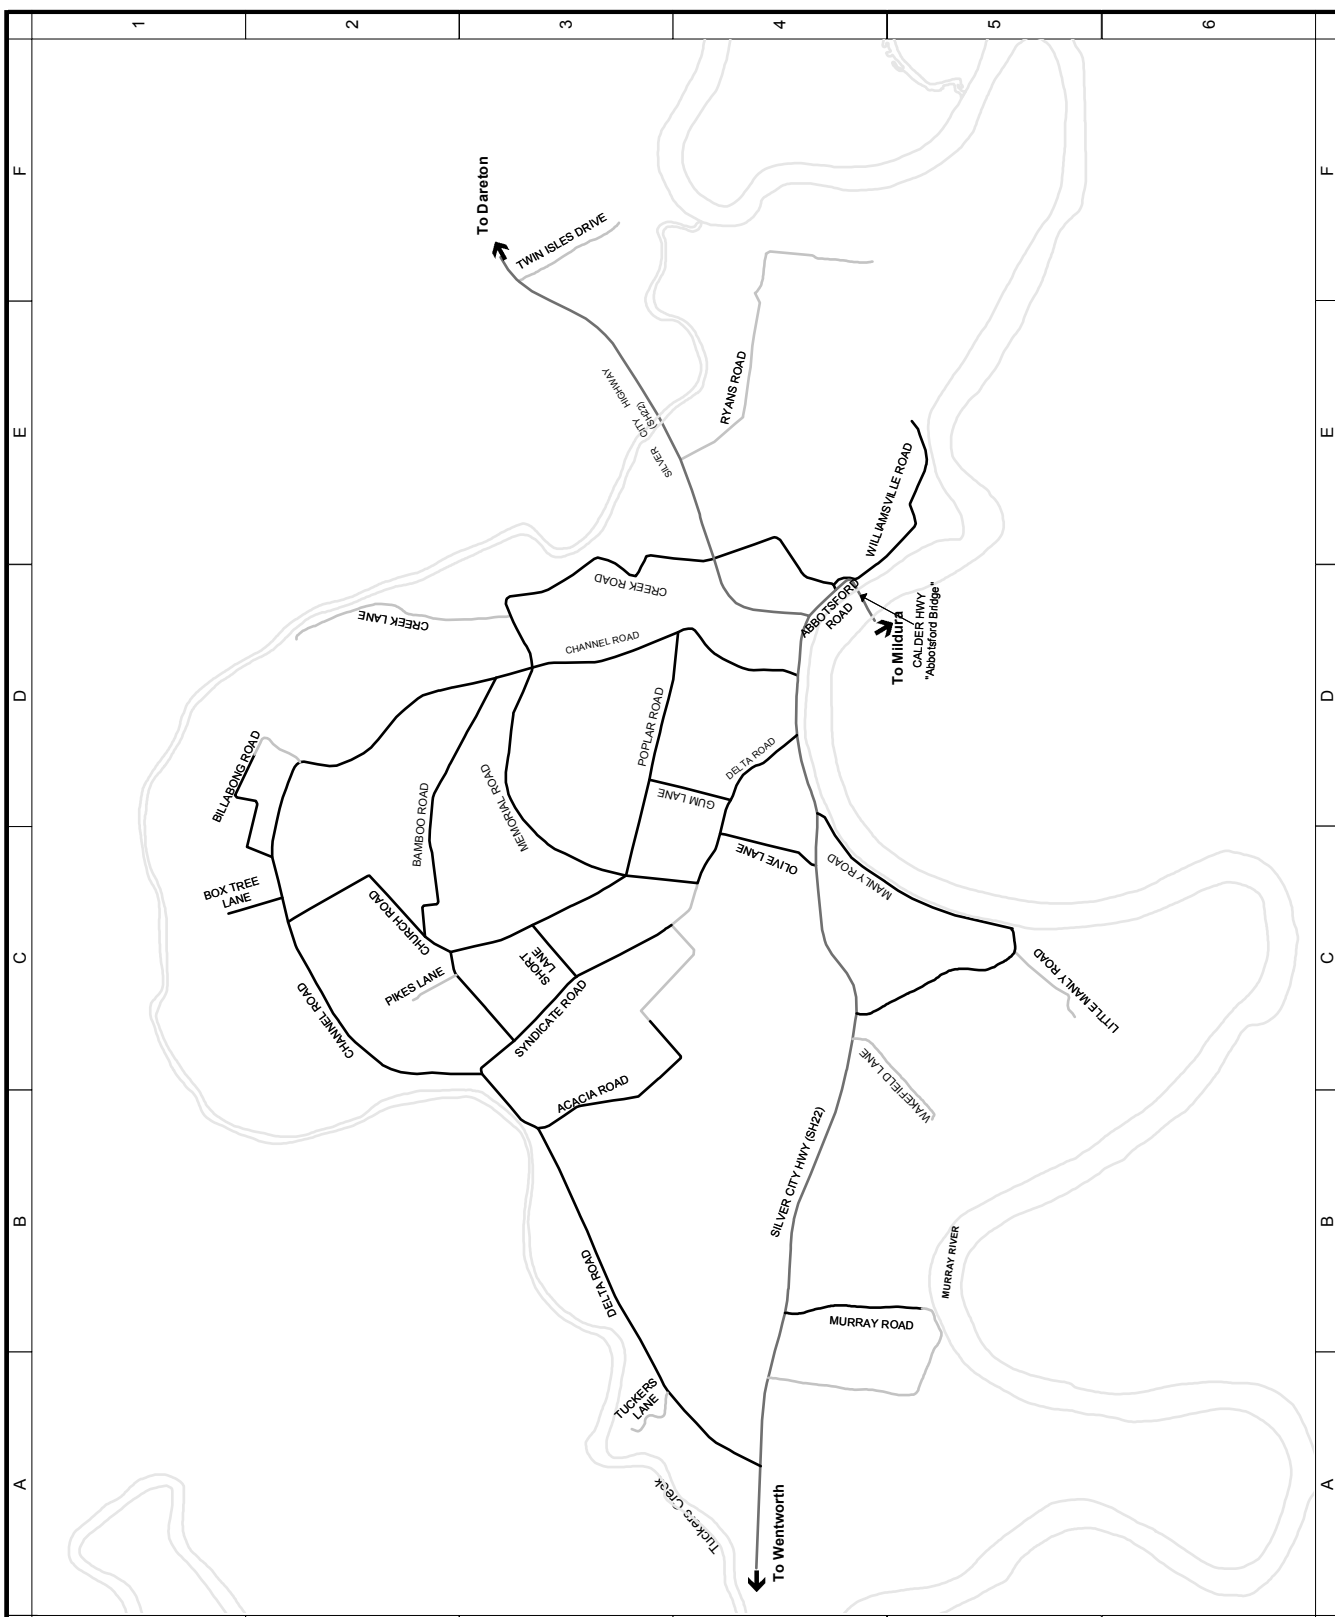 1
2
3
4
5
6
F
F
To Dareton
TWIN ISLES DRIVE
SILVER CITY HIGHWAY
(SH22)
RYANS ROAD
E
E
WILLIAMSVILLE ROAD
CREEK ROAD
CREEK LANE
ABBOTSFORD
ROAD
To Mildura
CALDER HWY
"Abbotsford Bridge"
CHANNEL ROAD
D
D
POPLAR ROAD
DELTA ROAD
BILLABONG ROAD
BAMBOO ROAD
MEMORIAL ROAD
GUM LANE
OLIVE LANE
MANLY ROAD
BOX TREE
LANE
CHURCH ROAD
C
C
PIKES LANE
SHORT
LANE
CHANNEL ROAD
SYNDICATE ROAD
LITTLE MANLY ROAD
ACACIA ROAD
WAKEFIELD LANE
SILVER CITY HWY (SH22)
B
B
DELTA ROAD
MURRAY RIVER
MURRAY ROAD
TUCKERS
LANE
A
A
Tuckers Creek
To Wentworth